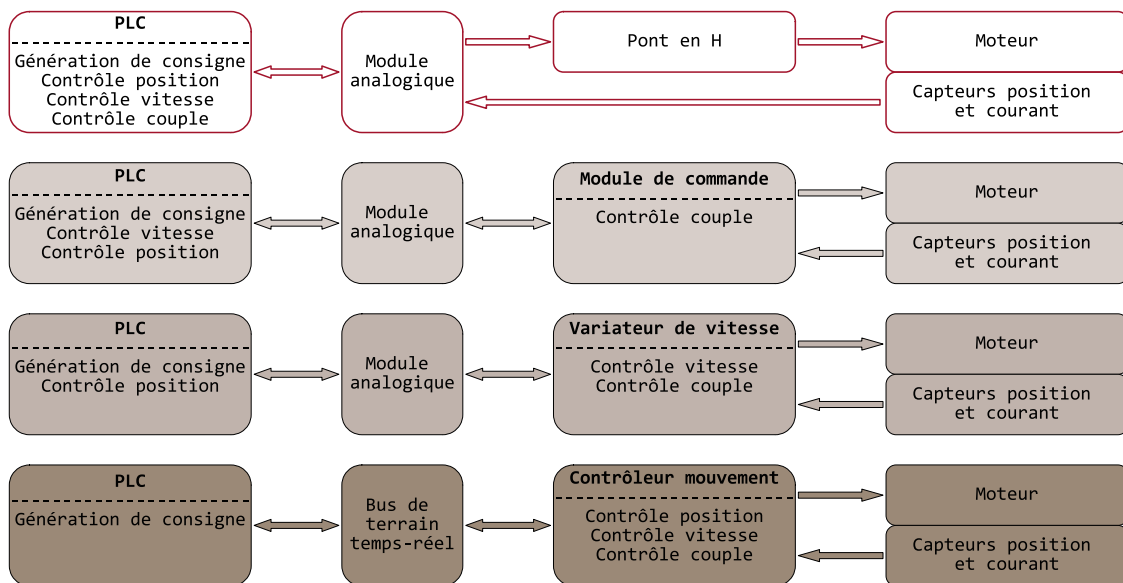 PLC
Génération de consigne
Contrôle position
Contrôle vitesse
Contrôle couple
Module
analogique
Pont en H
Moteur
Capteurs position
et courant
PLC
Génération de consigne
Contrôle vitesse
Contrôle position
Module
analogique
Module de commande
Contrôle couple
Moteur
Capteurs position
et courant
PLC
Génération de consigne
Contrôle position
Module
analogique
Variateur de vitesse
Contrôle vitesse
Contrôle couple
Moteur
Capteurs position
et courant
PLC
Génération de consigne
Bus de
terrain
temps-réel
Contrôleur mouvement
Contrôle position
Contrôle vitesse
Contrôle couple
Moteur
Capteurs position
et courant